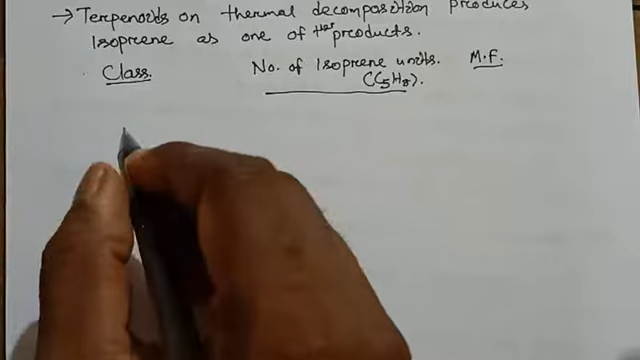 → Terpenoids on thermal decomposition produces
Isoprene as one of the products.
Class. No. of Isoprene units. M.F.
(C5H8).